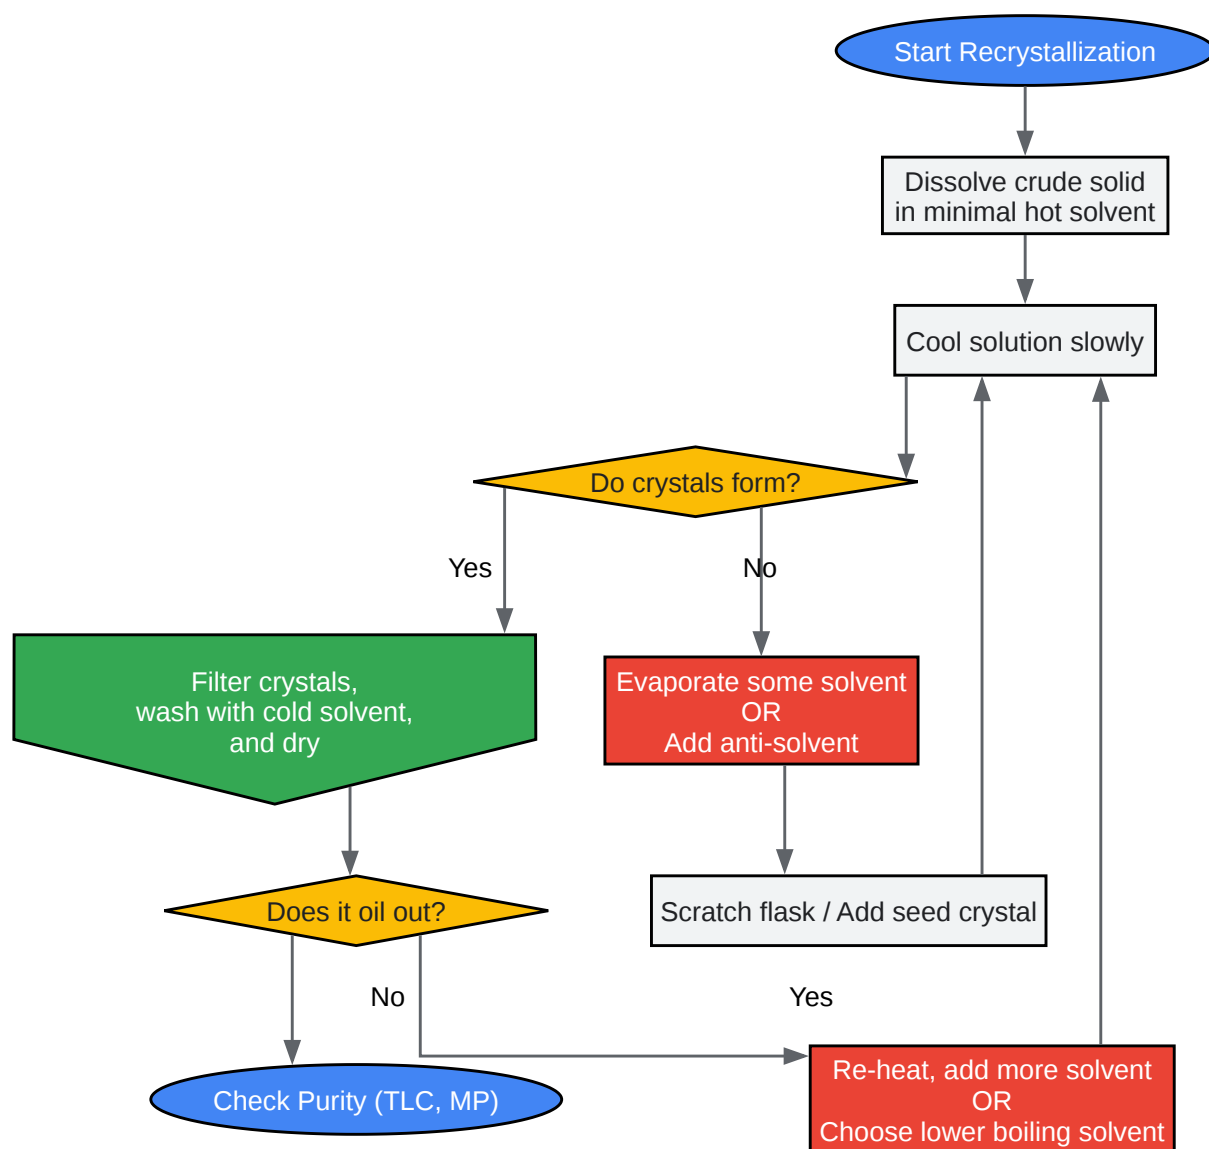 Start Recrystallization
Dissolve crude solid
in minimal hot solvent
Cool solution slowly
Do crystals form?
Yes
No
Filter crystals,
wash with cold solvent,
and dry
Evaporate some solvent
OR
Add anti-solvent
Does it oil out?
Scratch flask / Add seed crystal
No
Yes
Check Purity (TLC, MP)
Re-heat, add more solvent
OR
Choose lower boiling solvent